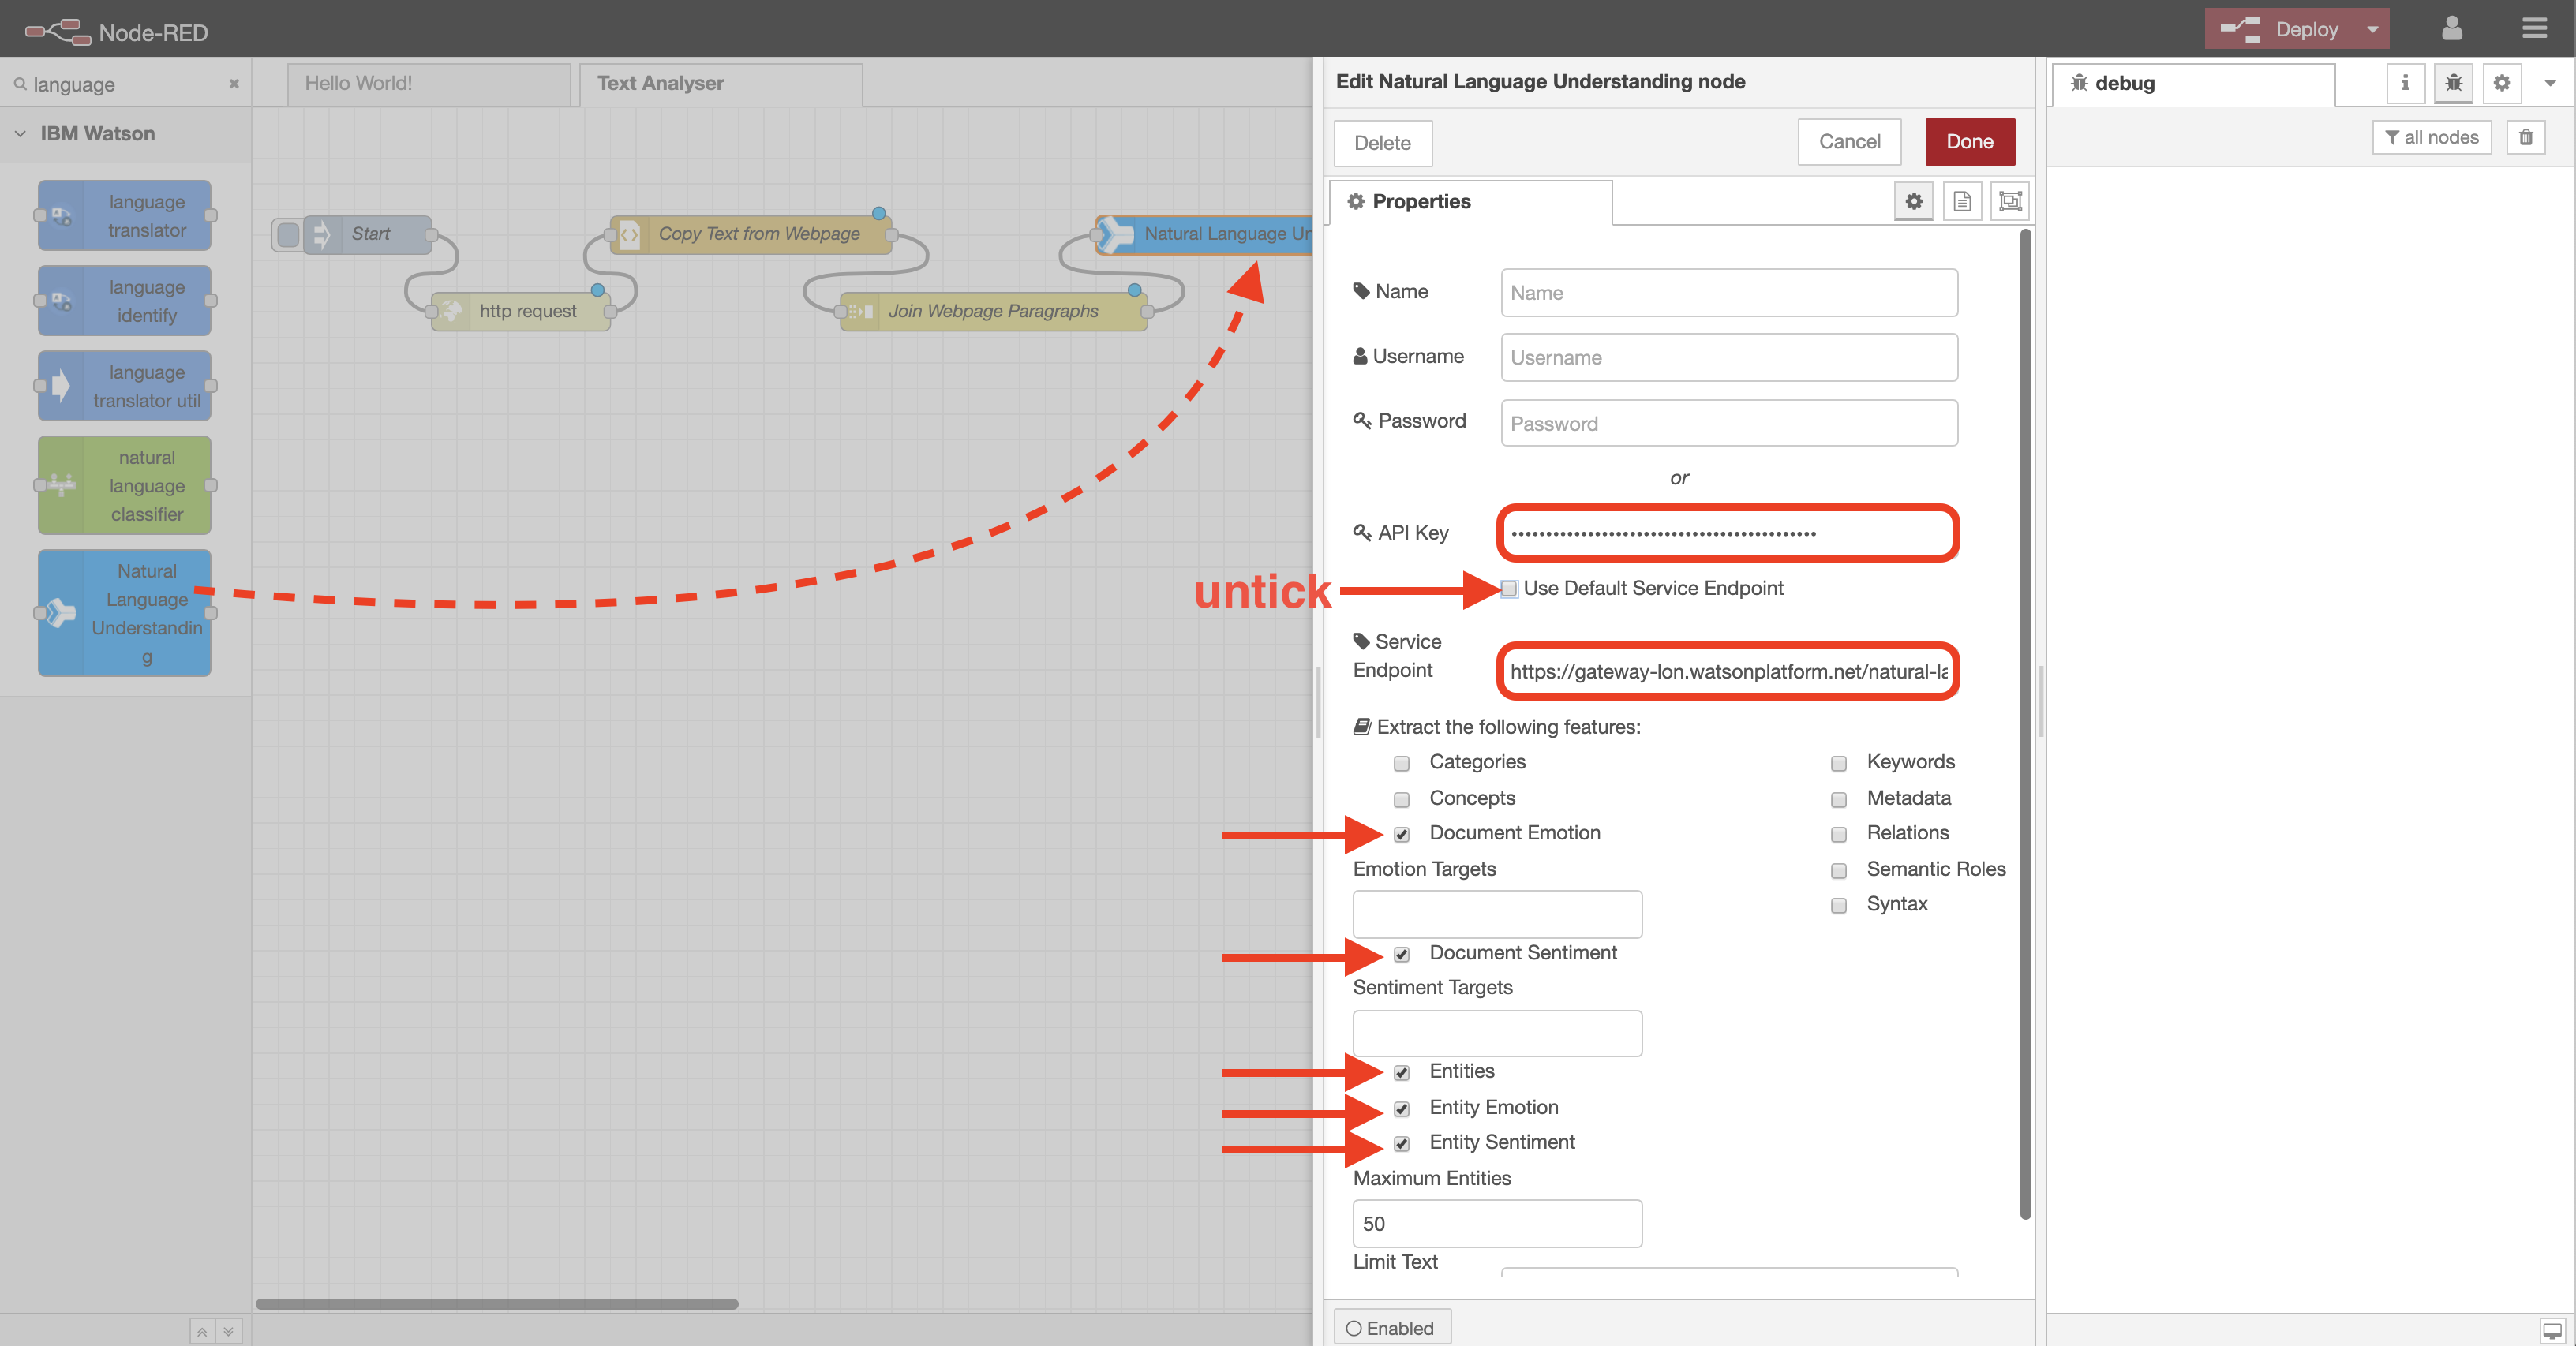 Node-RED
Deploy
language
Hello World!
Text Analyser
Edit Natural Language Understanding node
debug
IBM Watson
Delete
Cancel
Done
all nodes
Properties
language
translator
language
identify
language
translator util
natural
language
classifier
Natural
Language
Understandin
g
Start
http request
Copy Text from Webpage
Join Webpage Paragraphs
Natural Language Un
Name
Name
Username
Username
Password
Password
or
API Key
••••••••••••••••••••••••••••••••••••••••••••
untick
Use Default Service Endpoint
Service
Endpoint
https://gateway-lon.watsonplatform.net/natural-la
Extract the following features:
Categories
Keywords
Concepts
Metadata
Document Emotion
Relations
Emotion Targets
Semantic Roles
Syntax
Document Sentiment
Sentiment Targets
Entities
Entity Emotion
Entity Sentiment
Maximum Entities
50
Limit Text
Enabled